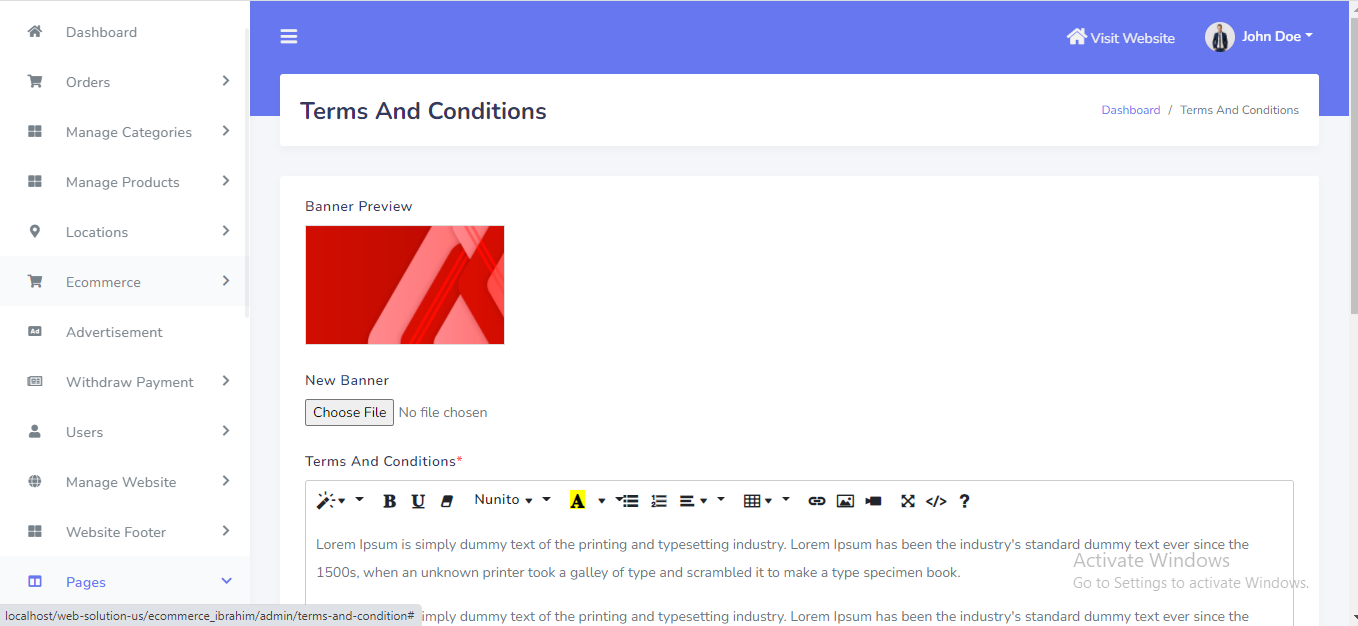 Dashboard
Orders
Manage Categories
Manage Products
Locations
Ecommerce
Ad Advertisement
Withdraw Payment
Users
Manage Website
Website Footer
Pages
Visit Website
John Doe
Terms And Conditions
Dashboard / Terms And Conditions
Banner Preview
New Banner
Choose File No file chosen
Terms And Conditions*
B U Nunito A </> ?
Lorem Ipsum is simply dummy text of the printing and typesetting industry. Lorem Ipsum has been the industry's standard dummy text ever since the
1500s, when an unknown printer took a galley of type and scrambled it to make a type specimen book.
imply dummy text of the printing and typesetting industry. Lorem Ipsum has been the industry's standard dummy text ever since the
Activate Windows
Go to Settings to activate Windows.
localhost/web-solution-us/ecommerce_ibrahim/admin/terms-and-condition#